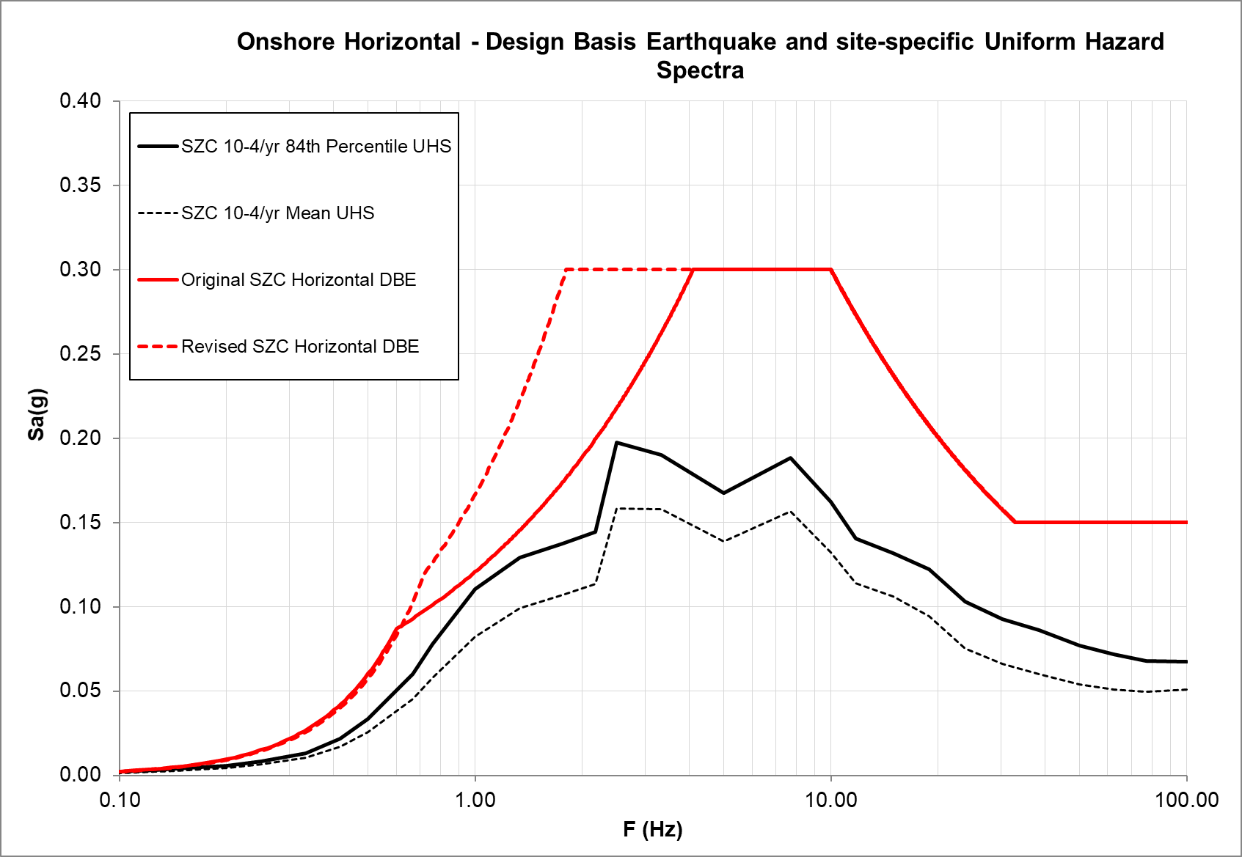 Onshore Horizontal - Design Basis Earthquake and site-specific Uniform Hazard
Spectra
0.40
0.35
0.30
0.25
0.20
0.15
0.10
0.05
0.00
Sa(g)
SZC 10-4/yr 84th Percentile UHS
SZC 10-4/yr Mean UHS
Original SZC Horizontal DBE
Revised SZC Horizontal DBE
0.10 1.00 10.00 100.00
F (Hz)